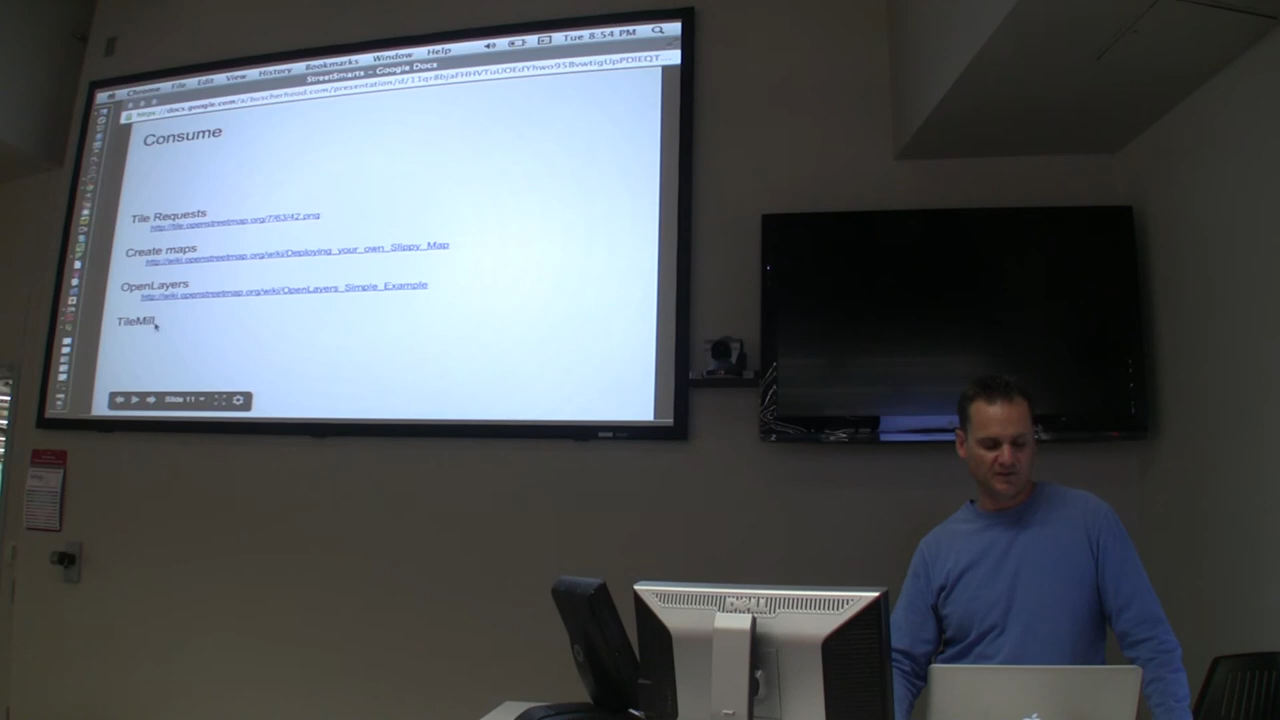 Chrome File Edit View History Bookmarks Window Help Tue 8:54 PM
StreetSmarts - Google Docs
Consume
Tile Requests
http://tile.openstreetmap.org/7/63/42.png
Create maps
http://wiki.openstreetmap.org/wiki/Deploying_your_own_Slippy_Map
OpenLayers
http://wiki.openstreetmap.org/wiki/OpenLayers_Simple_Example
TileMill
Slide 11